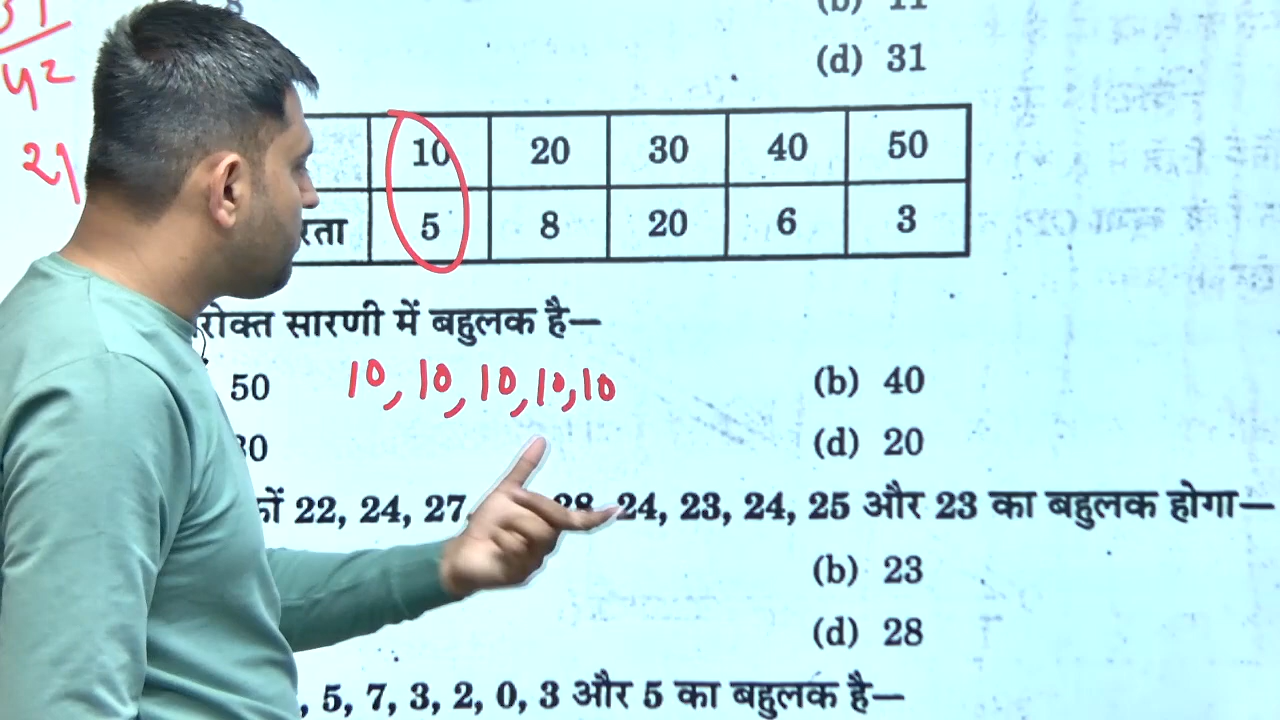 (d) 31
42
21
10 20 30 40 50
5 8 20 6 3
सारणी में बहुलक है—
50 10, 10, 10, 10, 10 (b) 40
(d) 20
22, 24, 27, 28, 24, 23, 24, 25 और 23 का बहुलक होगा—
(b) 23
(d) 28
, 5, 7, 3, 2, 0, 3 और 5 का बहुलक है—